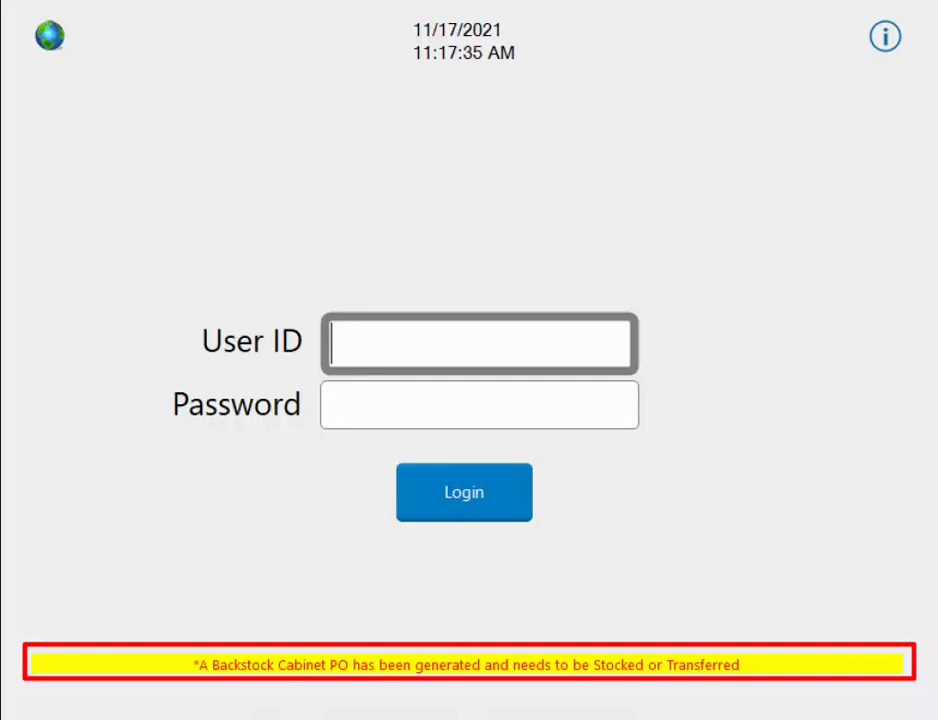 11/17/2021
11:17:35 AM
User ID
Password
Login
*A Backstock Cabinet PO has been generated and needs to be Stocked or Transferred